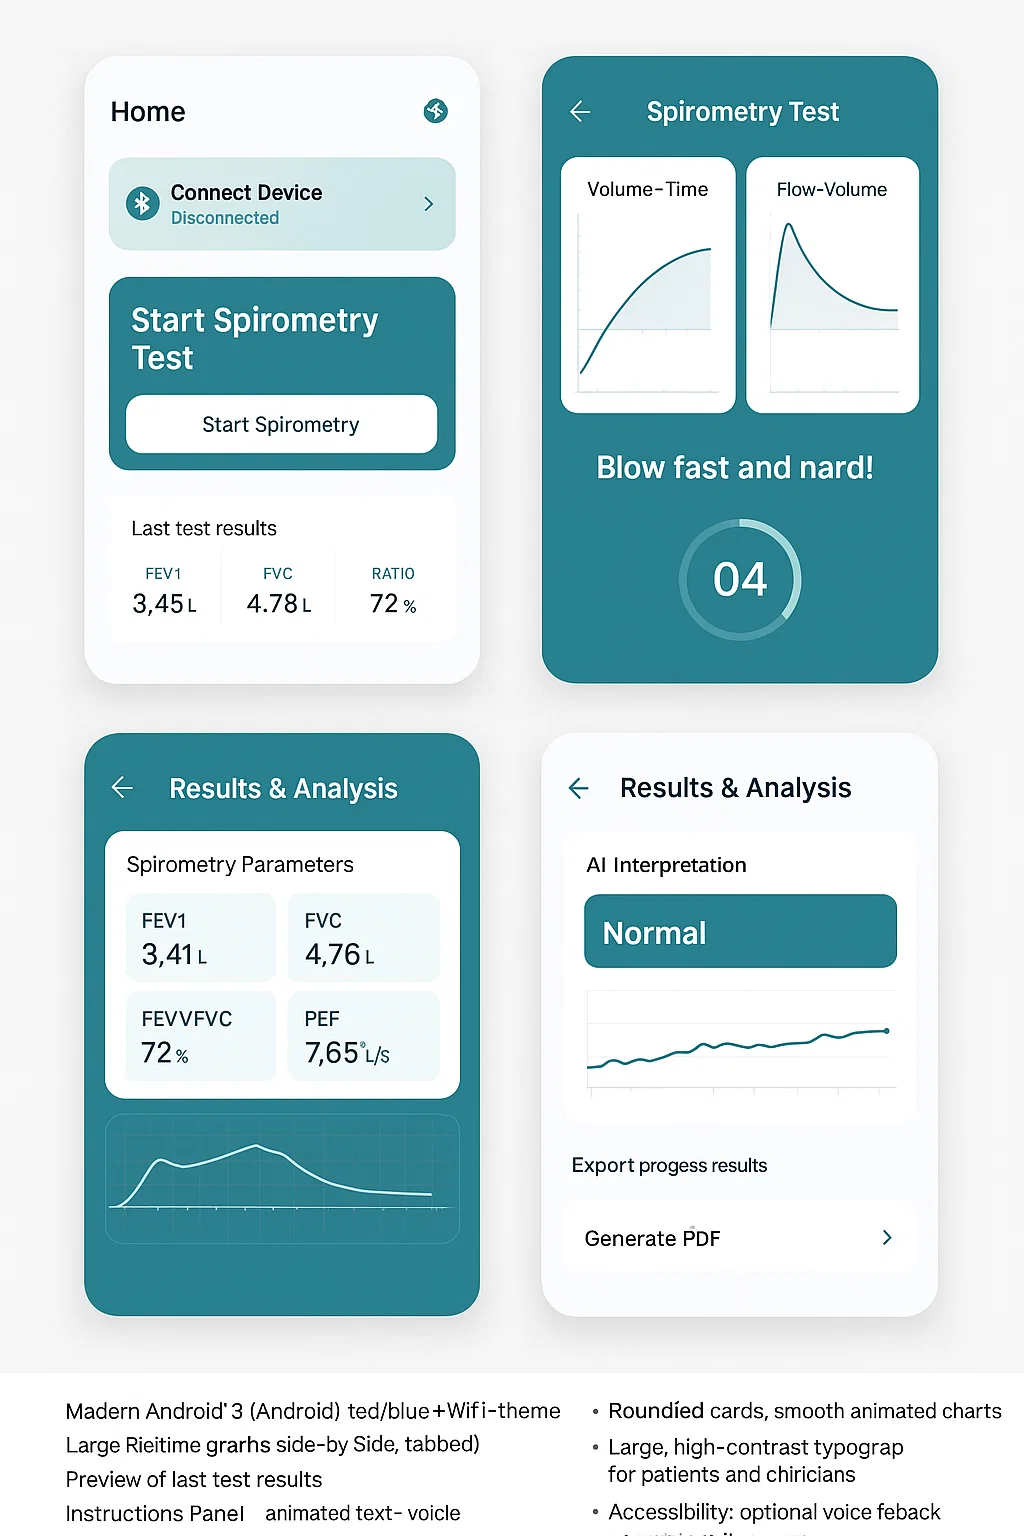 Home
Connect Device
Disconnected
Start Spirometry
Test
Start Spirometry
Last test results
FEV1 FVC RATIO
3,45 L 4.78 L 72 %
Spirometry Test
Volume-Time Flow-Volume
Blow fast and nard!
04
Results & Analysis
Spirometry Parameters
FEV1 FVC
3,41 L 4,76 L
FEVVFVC PEF
72 % 7,65 L/S
Results & Analysis
AI Interpretation
Normal
Export progess results
Generate PDF
Madern Android' 3 (Android) ted/blue+Wifi-theme
Large Rieitime grarhs side-by Side, tabbed)
Preview of last test results
Instructions Panel animated text- voicle
• Roundíed cards, smooth animated charts
• Large, high-contrast typograp
for patients and chiricians
• Accesslbility: optional voice feback